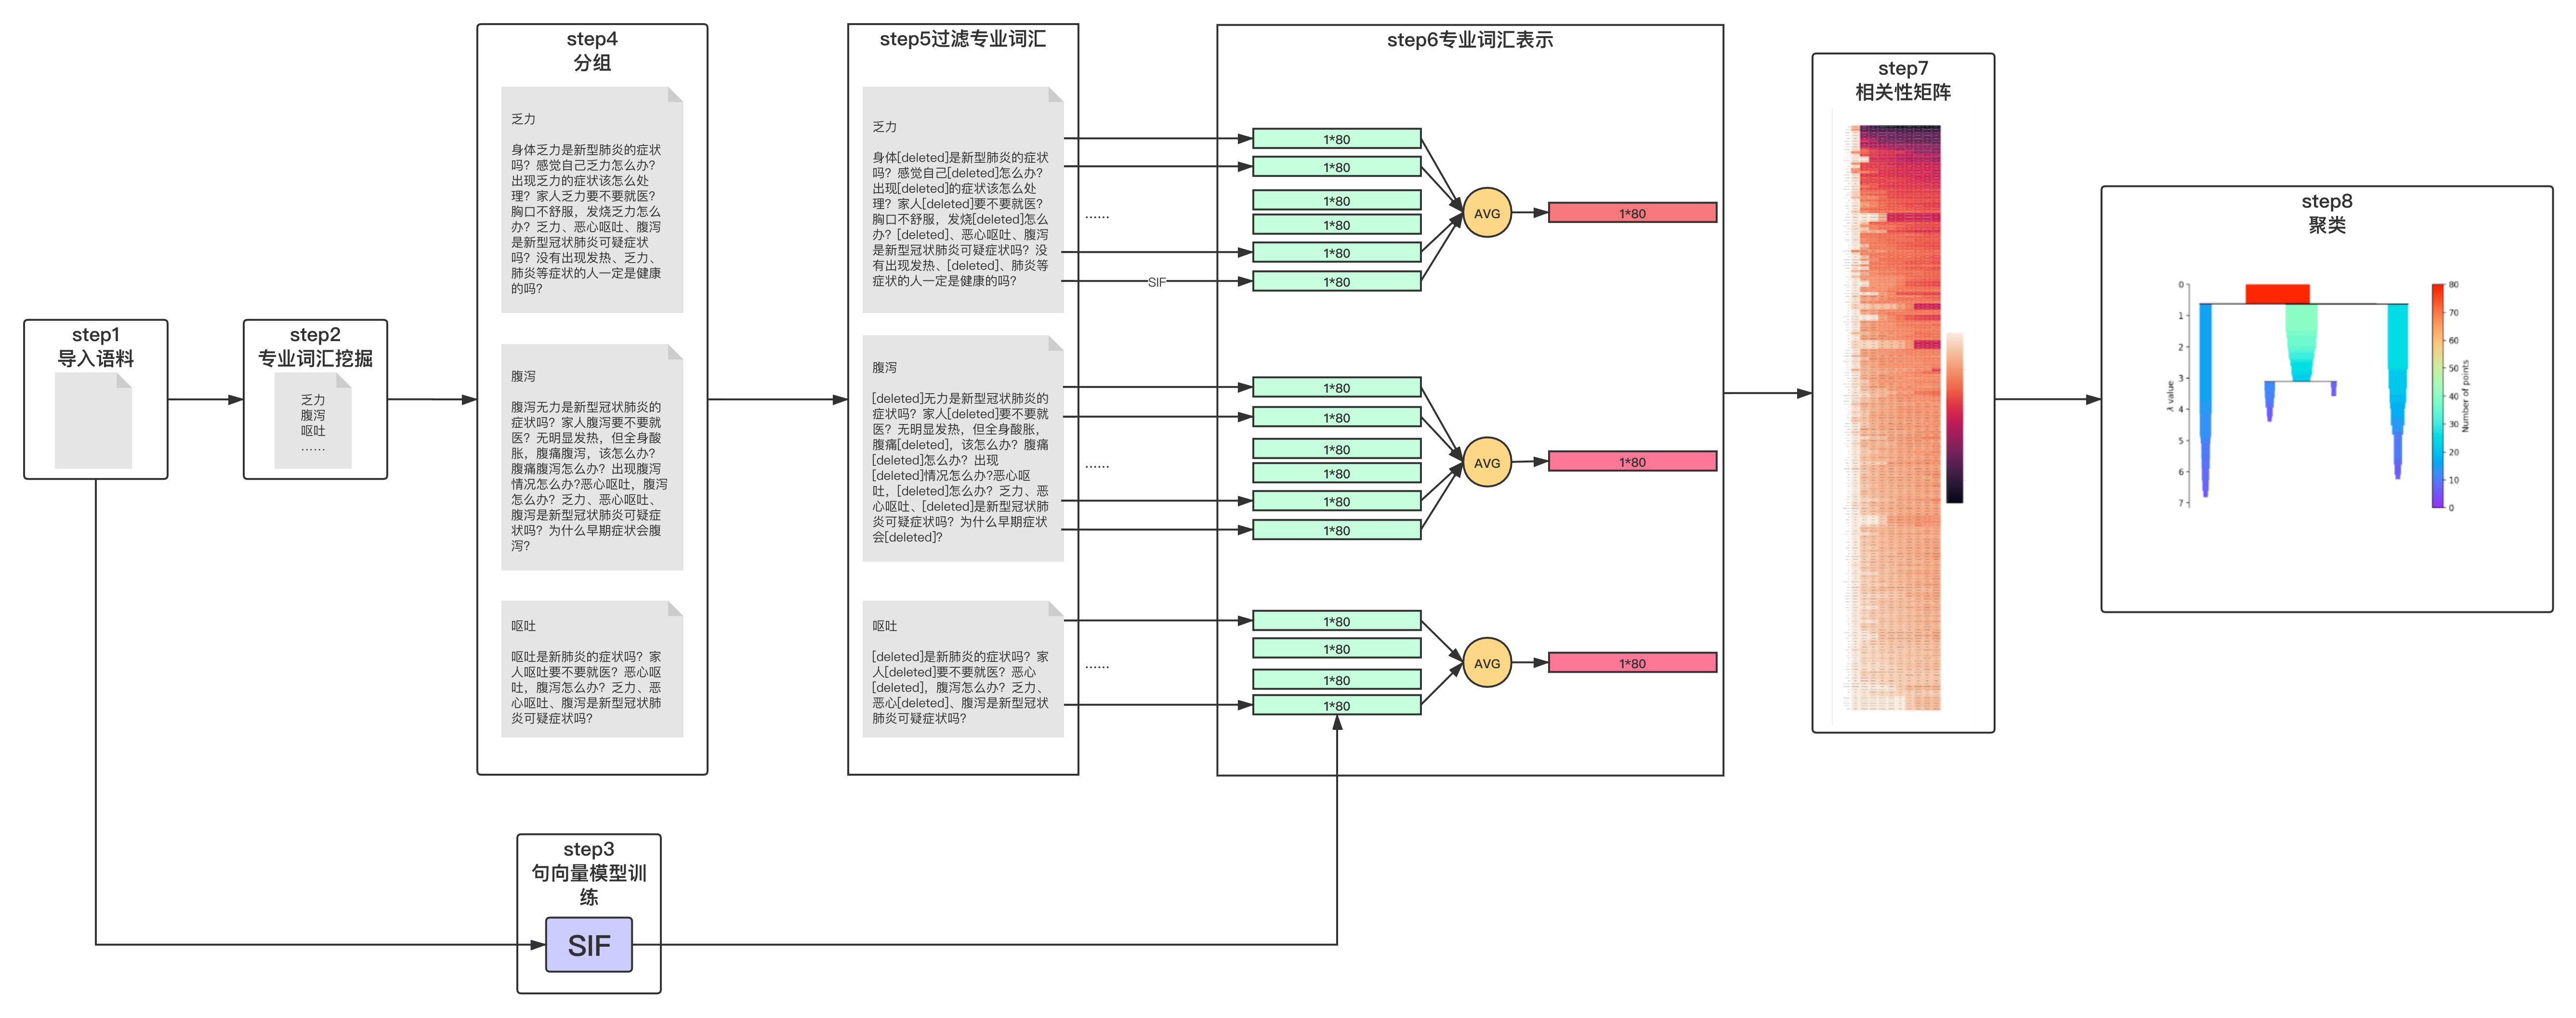 step1
导入语料
step2
专业词汇挖掘
乏力
腹泻
呕吐
……
step3
句向量模型训
练
SIF
step4
分组
乏力
身体乏力是新型肺炎的症状
吗？感觉自己乏力怎么办？
出现乏力的症状该怎么处
理？家人乏力要不要就医？
胸口不舒服，发烧乏力怎么
办？乏力、恶心呕吐、腹泻
是新型冠状肺炎可疑症状
吗？没有出现发热、乏力、
肺炎等症状的人一定是健康
的吗？
腹泻
腹泻无力是新型冠状肺炎的
症状吗？家人腹泻要不要就
医？无明显发热，但全身酸
胀，腹痛腹泻，该怎么办？
腹痛腹泻怎么办？出现腹泻
情况怎么办?恶心呕吐，腹泻
怎么办？乏力、恶心呕吐、
腹泻是新型冠状肺炎可疑症
状吗？为什么早期症状会腹
泻？
呕吐
呕吐是新肺炎的症状吗？家
人呕吐要不要就医？恶心呕
吐，腹泻怎么办？乏力、恶
心呕吐、腹泻是新型冠状肺
炎可疑症状吗？
step5过滤专业词汇
乏力
身体[deleted]是新型肺炎的症状
吗？感觉自己[deleted]怎么办？
出现[deleted]的症状该怎么处
理？家人[deleted]要不要就医？
胸口不舒服，发烧[deleted]怎么
办？[deleted]、恶心呕吐、腹泻
是新型冠状肺炎可疑症状吗？没
有出现发热、[deleted]、肺炎等
症状的人一定是健康的吗？
腹泻
[deleted]无力是新型冠状肺炎的
症状吗？家人[deleted]要不要就
医？无明显发热，但全身酸胀，
腹痛[deleted]，该怎么办？腹痛
[deleted]怎么办？出现
[deleted]情况怎么办?恶心呕
吐，[deleted]怎么办？乏力、恶
心呕吐、[deleted]是新型冠状肺
炎可疑症状吗？为什么早期症状
会[deleted]？
呕吐
[deleted]是新肺炎的症状吗？家
人[deleted]要不要就医？恶心
[deleted]，腹泻怎么办？乏力、
恶心[deleted]、腹泻是新型冠状
肺炎可疑症状吗？
……
SIF
……
……
step6专业词汇表示
1*80
1*80
1*80
1*80
1*80
1*80
AVG
1*80
1*80
1*80
1*80
1*80
1*80
1*80
AVG
1*80
1*80
1*80
1*80
1*80
AVG
1*80
step7
相关性矩阵
step8
聚类
0
1
2
3
4
5
6
7
λ value
80
70
60
50
40
30
20
10
0
Number of points